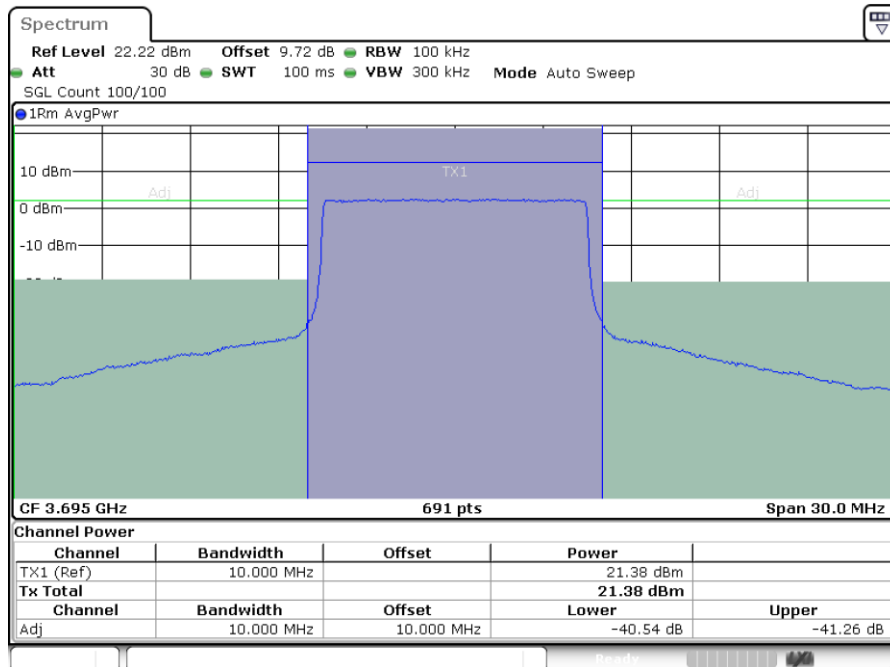 Spectrum
Ref Level 22.22 dBm Offset 9.72 dB RBW 100 kHz
Att 30 dB SWT 100 ms VBW 300 kHz Mode Auto Sweep
SGL Count 100/100
1Rm AvgPwr
10 dBm
TX1
Adj Adj
0 dBm
-10 dBm
CF 3.695 GHz 691 pts Span 30.0 MHz
Channel Power
Channel Bandwidth Offset Power
TX1 (Ref) 10.000 MHz 21.38 dBm
Tx Total 21.38 dBm
Channel Bandwidth Offset Lower Upper
Adj 10.000 MHz 10.000 MHz -40.54 dB -41.26 dB
Ready